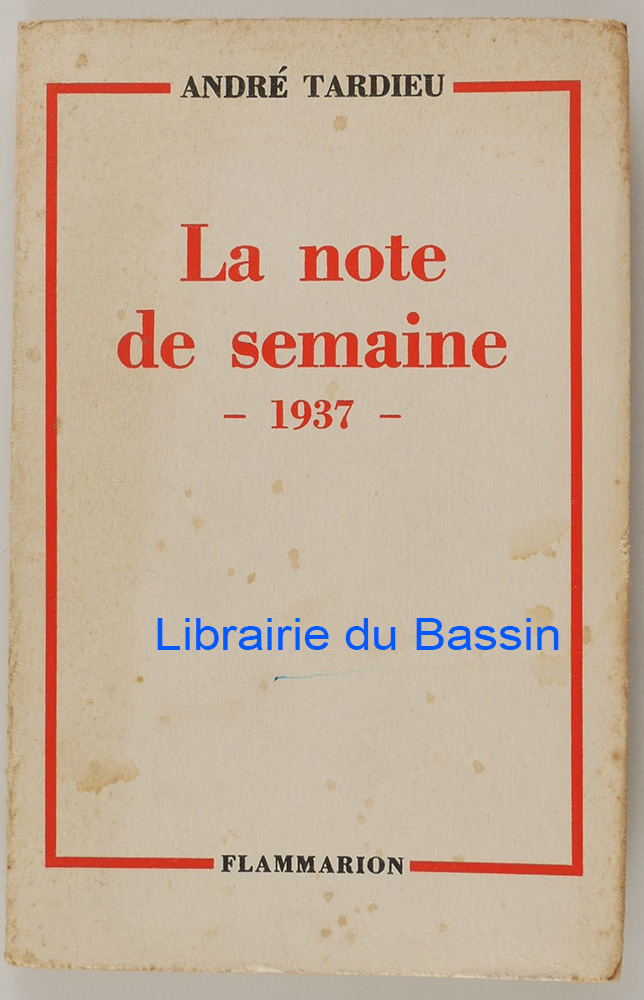 ANDRÉ TARDIEU
La note
de semaine
- 1937 -
Librairie du Bassin
FLAMMARION